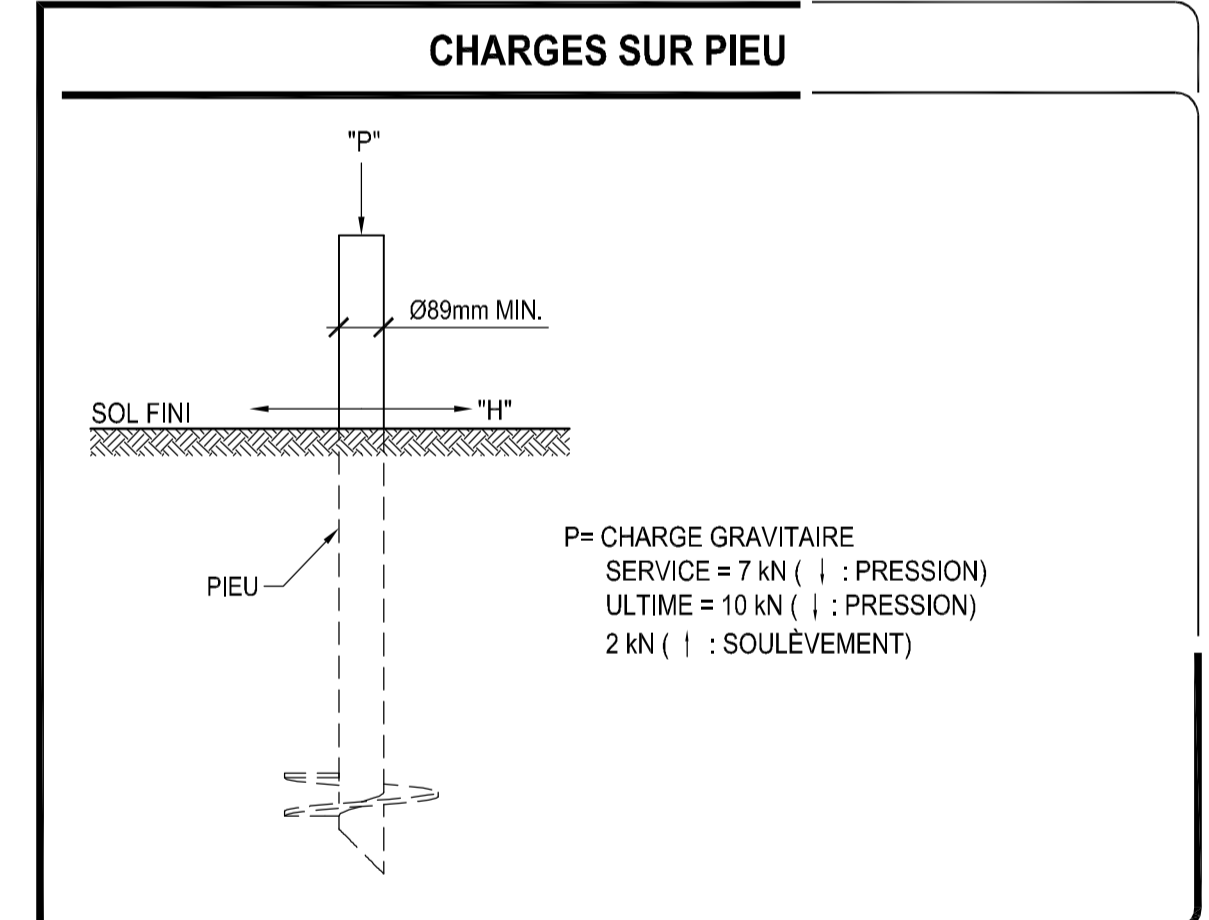 CHARGES SUR PIEU
"P"
Ø89mm MIN.
SOL FINI
"H"
PIEU
P= CHARGE GRAVITAIRE
SERVICE = 7 kN ( ↓ : PRESSION)
ULTIME = 10 kN ( ↓ : PRESSION)
2 kN ( ↑ : SOULÈVEMENT)